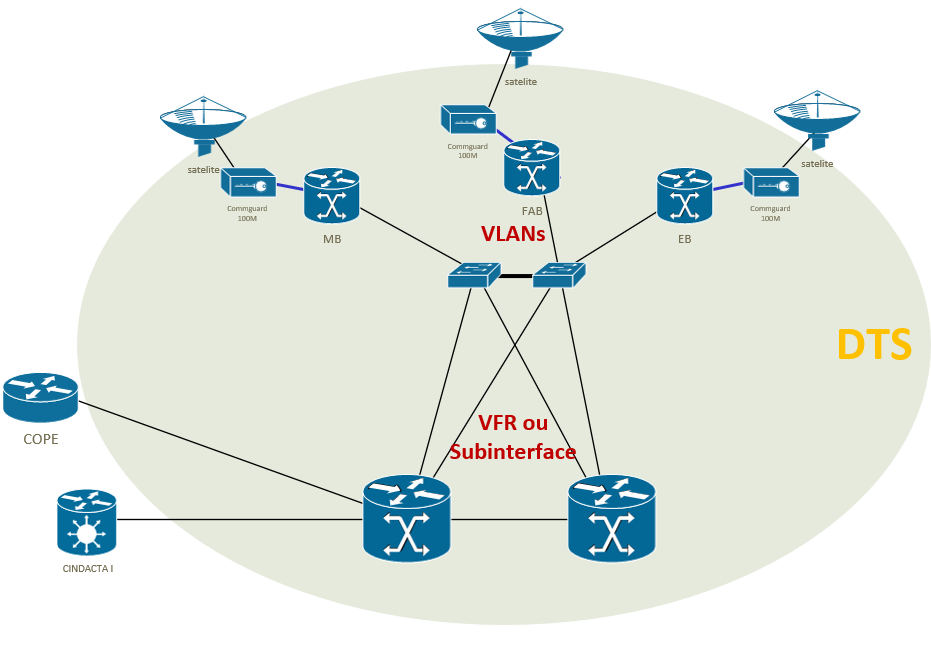 satelite
satelite
satelite
Commguard
100M
Commguard
100M
Commguard
100M
MB
FAB
EB
VLANs
DTS
COPE
VFR ou
Subinterface
CINDACTA I